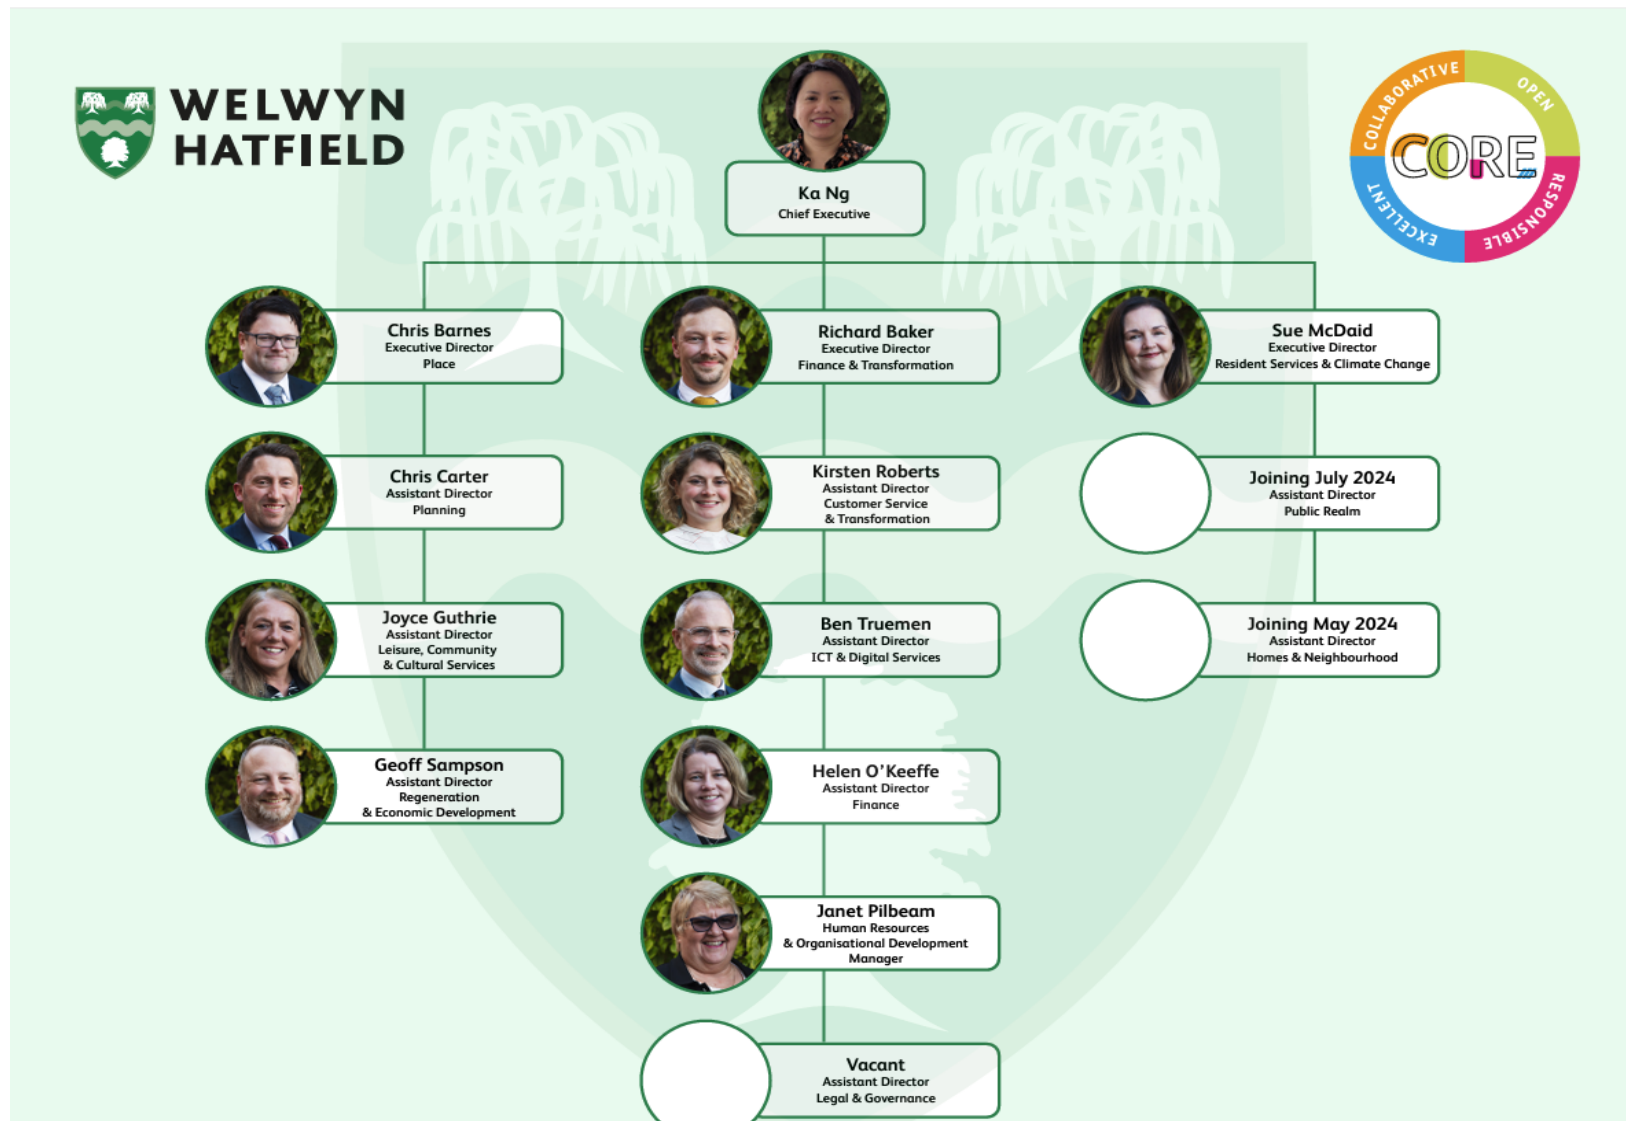 WELWYN
HATFIELD
COLLABORATIVE
OPEN
CORE
EXCELLENT
RESPONSIBLE
Ka Ng
Chief Executive
Chris Barnes
Executive Director
Place
Richard Baker
Executive Director
Finance & Transformation
Sue McDaid
Executive Director
Resident Services & Climate Change
Chris Carter
Assistant Director
Planning
Kirsten Roberts
Assistant Director
Customer Service
& Transformation
Joining July 2024
Assistant Director
Public Realm
Joyce Guthrie
Assistant Director
Leisure, Community
& Cultural Services
Ben Truemen
Assistant Director
ICT & Digital Services
Joining May 2024
Assistant Director
Homes & Neighbourhood
Geoff Sampson
Assistant Director
Regeneration
& Economic Development
Helen O'Keeffe
Assistant Director
Finance
Janet Pilbeam
Human Resources
& Organisational Development
Manager
Vacant
Assistant Director
Legal & Governance